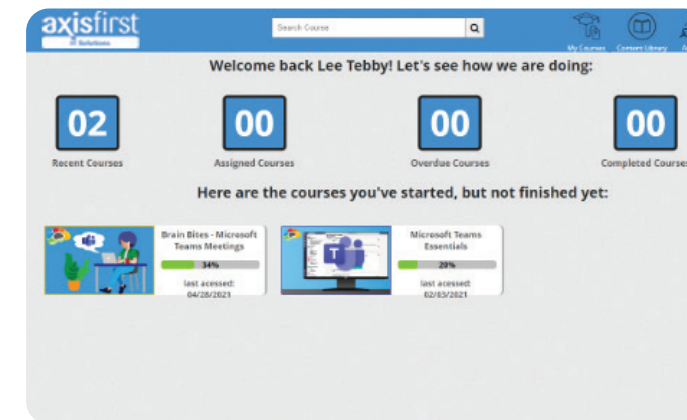 axisfirst
IT Solutions
Search Course
My Courses
Content Library
Welcome back Lee Tebby! Let's see how we are doing:
02
00
00
00
Recent Courses
Assigned Courses
Overdue Courses
Completed Courses
Here are the courses you've started, but not finished yet:
Brain Bites - Microsoft
Teams Meetings
34%
last acessed:
04/28/2021
Microsoft Teams
Essentials
20%
last acessed:
02/03/2021